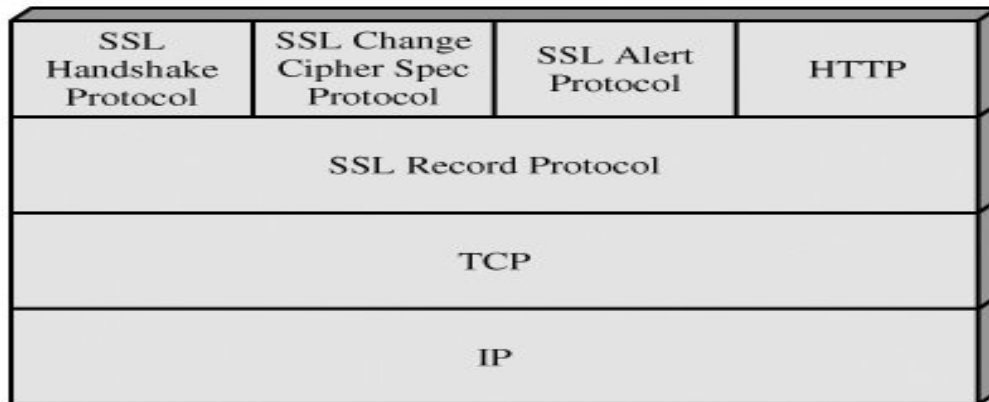 SSL
Handshake
Protocol
SSL Change
Cipher Spec
Protocol
SSL Alert
Protocol
HTTP
SSL Record Protocol
TCP
IP